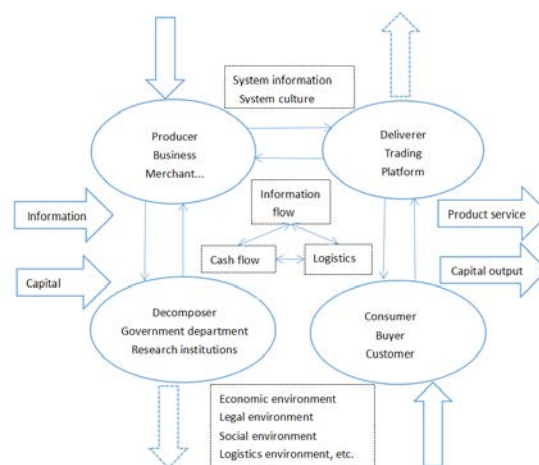 System information
System culture
Producer
Business
Merchant...
Deliverer
Trading
Platform
Information
flow
Information
Product service
Cash flow
Logistics
Capital
Capital output
Decomposer
Government department
Research institutions
Consumer
Buyer
Customer
Economic environment
Legal environment
Social environment
Logistics environment, etc.